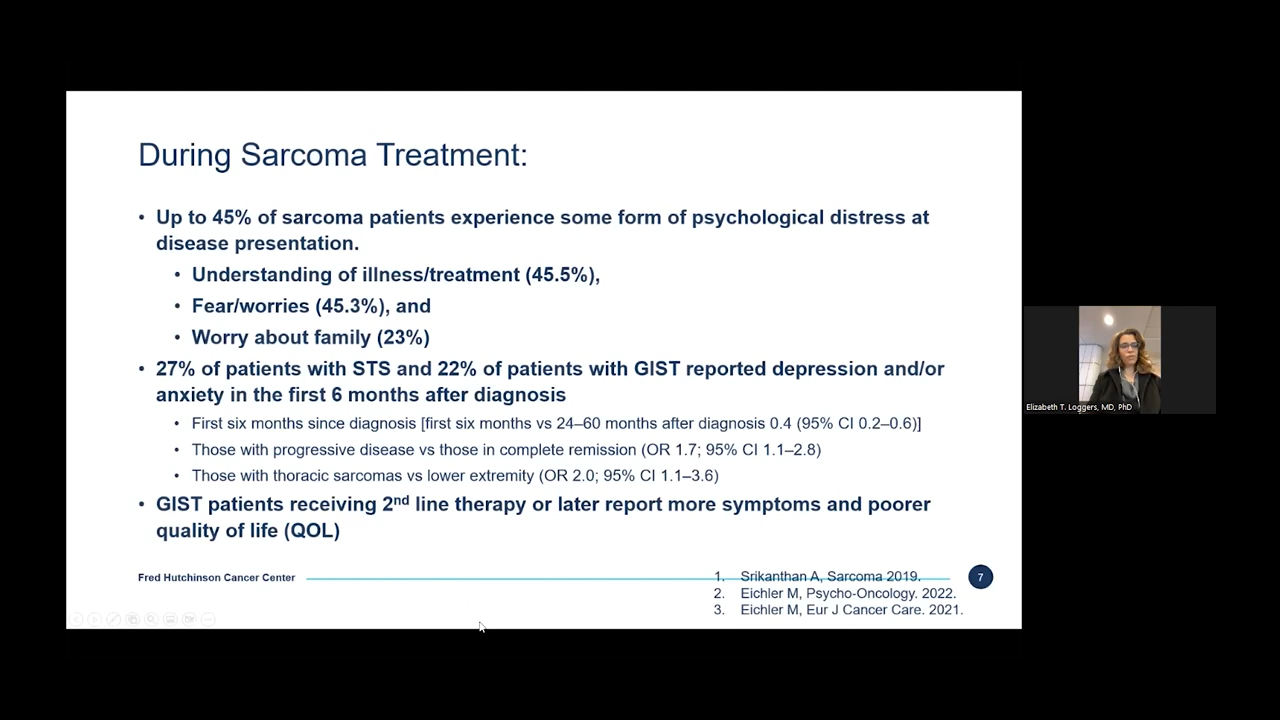 During Sarcoma Treatment:
• Up to 45% of sarcoma patients experience some form of psychological distress at
disease presentation.
• Understanding of illness/treatment (45.5%),
• Fear/worries (45.3%), and
• Worry about family (23%)
• 27% of patients with STS and 22% of patients with GIST reported depression and/or
anxiety in the first 6 months after diagnosis
• First six months since diagnosis [first six months vs 24–60 months after diagnosis 0.4 (95% CI 0.2–0.6)]
• Those with progressive disease vs those in complete remission (OR 1.7; 95% CI 1.1–2.8)
• Those with thoracic sarcomas vs lower extremity (OR 2.0; 95% CI 1.1–3.6)
• GIST patients receiving 2nd line therapy or later report more symptoms and poorer
quality of life (QOL)
Fred Hutchinson Cancer Center
1. Srikanthan A, Sarcoma 2019.
2. Eichler M, Psycho-Oncology. 2022.
3. Eichler M, Eur J Cancer Care. 2021.
7
Elizabeth T. Loggers, MD, PhD